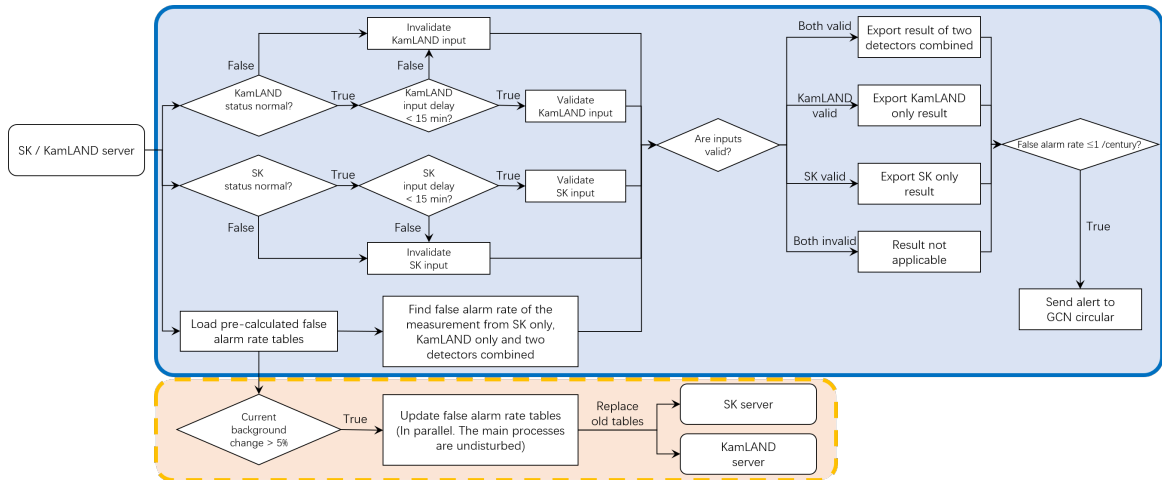 Invalidate
KamLAND input
False
False
KamLAND
status normal?
True
KamLAND
input delay
< 15 min?
True
Validate
KamLAND input
SK / KamLAND server
SK
status normal?
True
SK
input delay
< 15 min?
True
Validate
SK input
False
False
Invalidate
SK input
Are inputs
valid?
Both valid
Export result of two
detectors combined
KamLAND
valid
Export KamLAND
only result
SK valid
Export SK only
result
Both invalid
Result not
applicable
False alarm rate ≤1 /century?
True
Send alert to
GCN circular
Load pre-calculated false
alarm rate tables
Find false alarm rate of the
measurement from SK only,
KamLAND only and two
detectors combined
Current
background
change > 5%
True
Update false alarm rate tables
(In parallel. The main processes
are undisturbed)
Replace
old tables
SK server
KamLAND
server